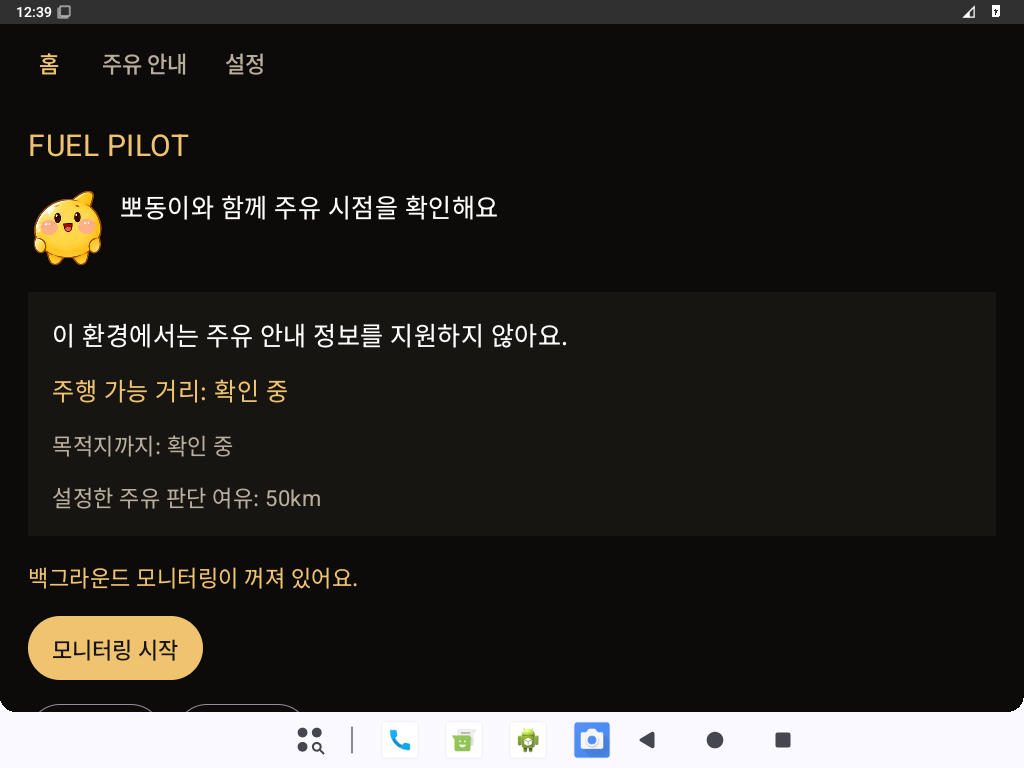 12:39
홈 주유 안내 설정
FUEL PILOT
뽀동이와 함께 주유 시점을 확인해요
이 환경에서는 주유 안내 정보를 지원하지 않아요.
주행 가능 거리: 확인 중
목적지까지: 확인 중
설정한 주유 판단 여유: 50km
백그라운드 모니터링이 꺼져 있어요.
모니터링 시작